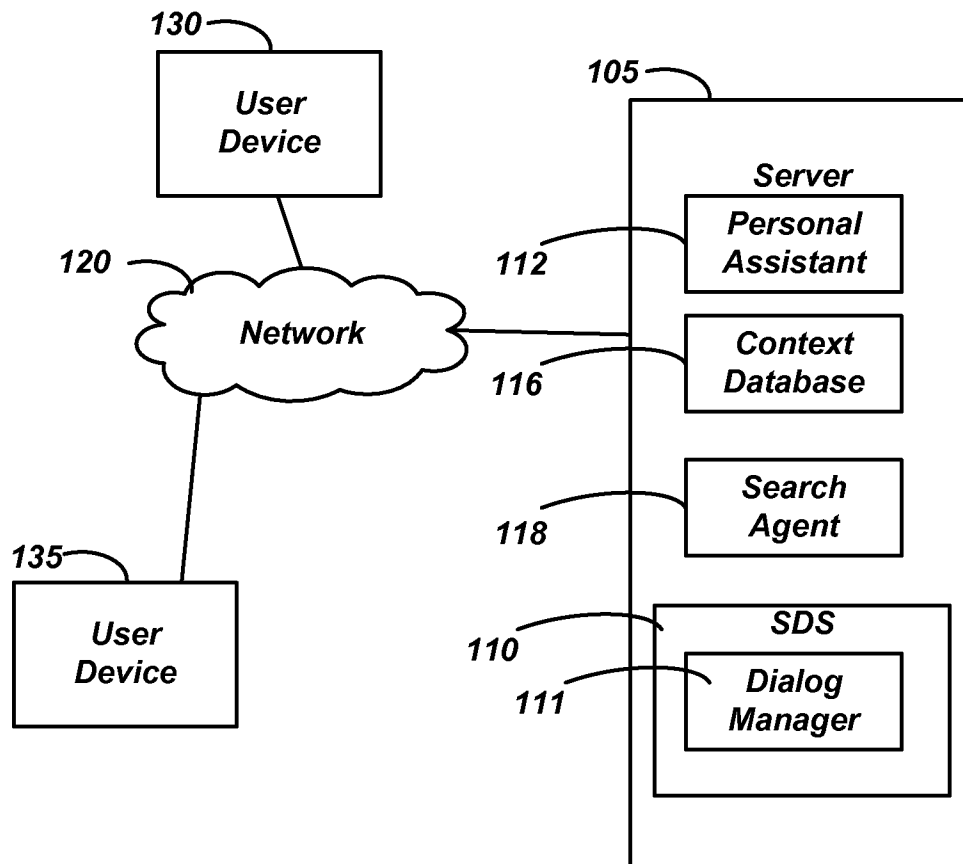 130
User
Device
105
Server
Personal
Assistant
112
120
Network
Context
Database
116
Search
Agent
118
135
User
Device
SDS
110
Dialog
Manager
111